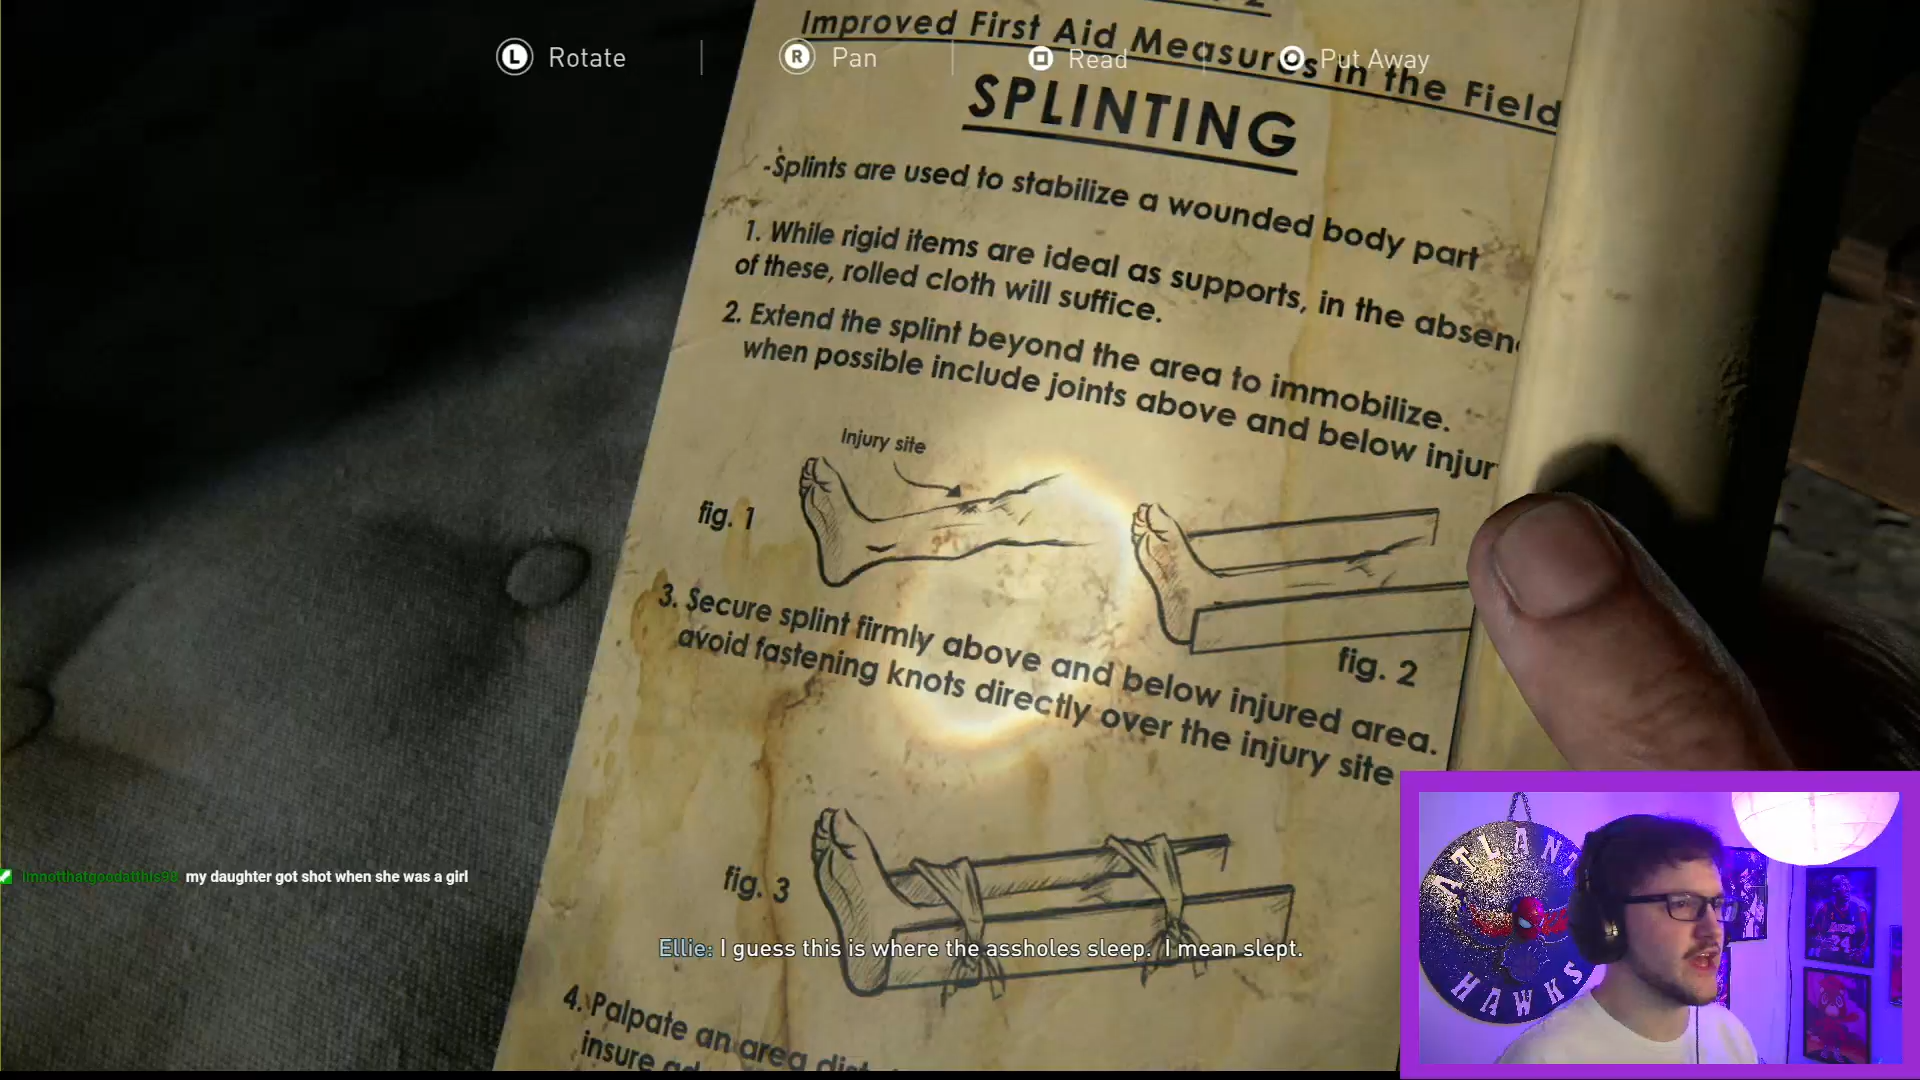 Improved First Aid Measures in the Field
L Rotate
R Pan
Read
Put Away
SPLINTING
-Splints are used to stabilize a wounded body part
1. While rigid items are ideal as supports, in the absen
of these, rolled cloth will suffice.
2. Extend the splint beyond the area to immobilize.
when possible include joints above and below injur
Injury site
fig. 1
fig. 2
3. Secure splint firmly above and below injured area.
avoid fastening knots directly over the injury site
fig. 3
imnotthatgoodatthis98 my daughter got shot when she was a girl
Ellie: I guess this is where the assholes sleep. I mean slept.
4. Palpate an area dist
insure ad
ATLANT
HAWKS
24